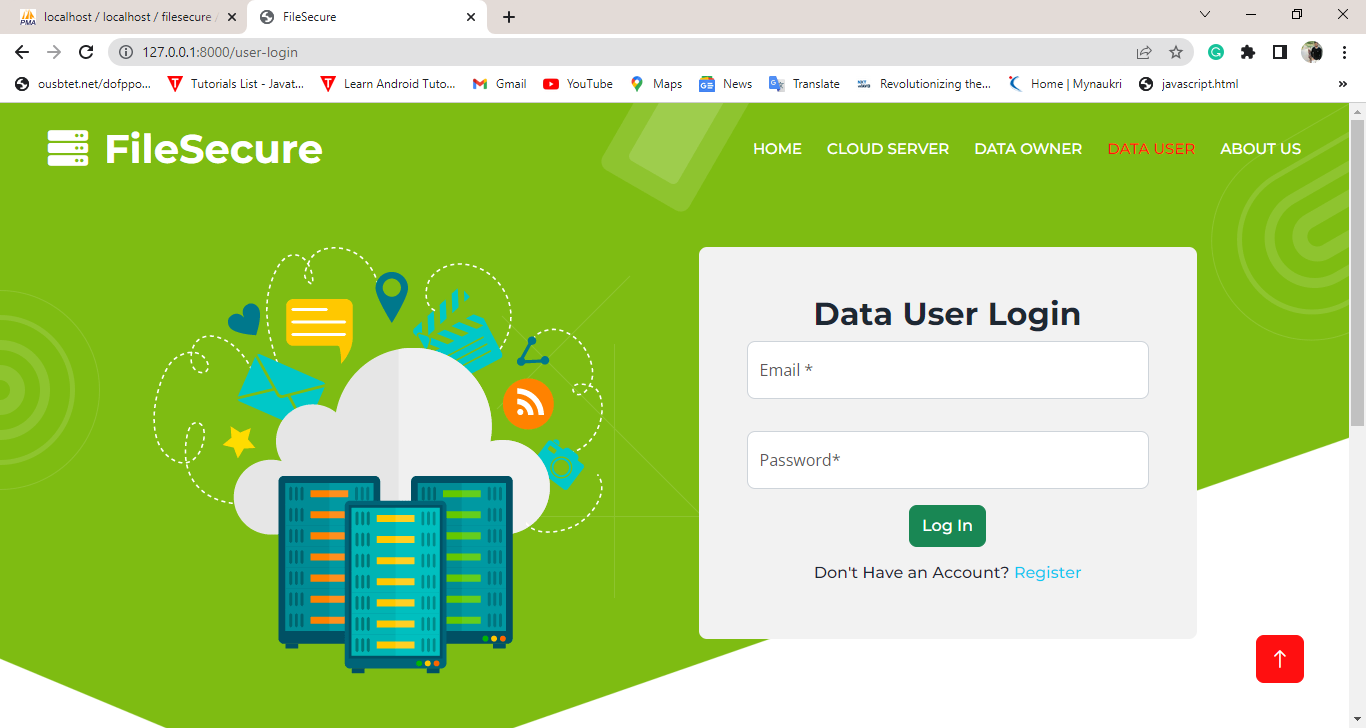 localhost / localhost / filesecure /
FileSecure
127.0.0.1:8000/user-login
ousbtet.net/dofppo... Tutorials List - Javat... Learn Android Tuto... Gmail YouTube Maps News Translate Revolutionizing the... Home | Mynaukri javascript.html »
FileSecure
HOME CLOUD SERVER DATA OWNER DATA USER ABOUT US
Data User Login
Email *
Password*
Log In
Don't Have an Account? Register